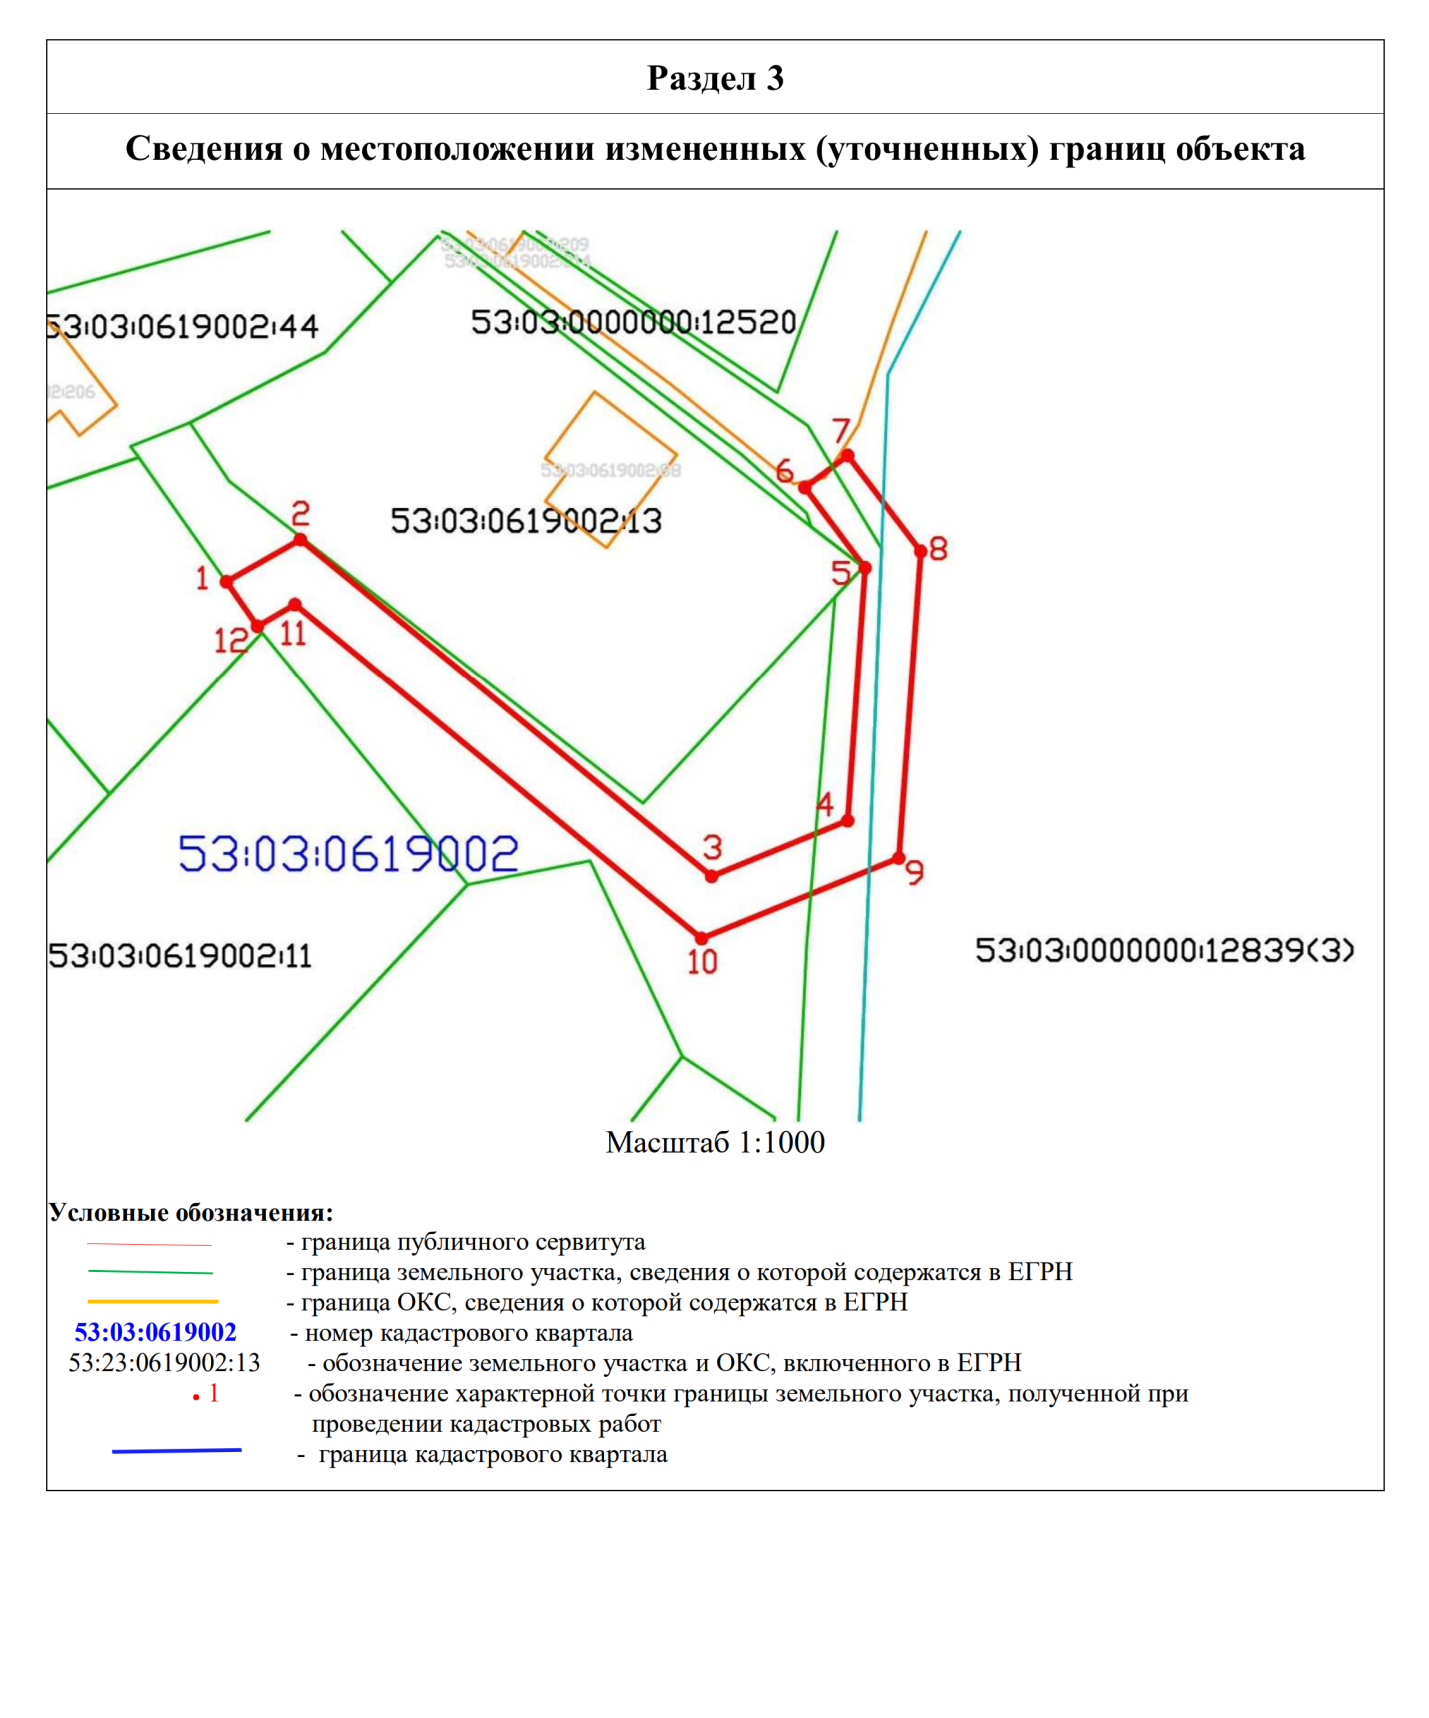 Раздел 3
Сведения о местоположении измененных (уточненных) границ объекта
53:03:0619002:44
53:03:0000000:12520
7
6
53:03:0619002:13
2
8
1
5
12
11
4
3
53:03:0619002
9
53:03:0619002:11
10
53:03:0000000:12839(3)
Масштаб 1:1000
Условные обозначения:
- граница публичного сервитута
- граница земельного участка, сведения о которой содержатся в ЕГРН
- граница ОКС, сведения о которой содержатся в ЕГРН
53:03:0619002 - номер кадастрового квартала
53:23:0619002:13 - обозначение земельного участка и ОКС, включенного в ЕГРН
1 - обозначение характерной точки границы земельного участка, полученной при
проведении кадастровых работ
- граница кадастрового квартала